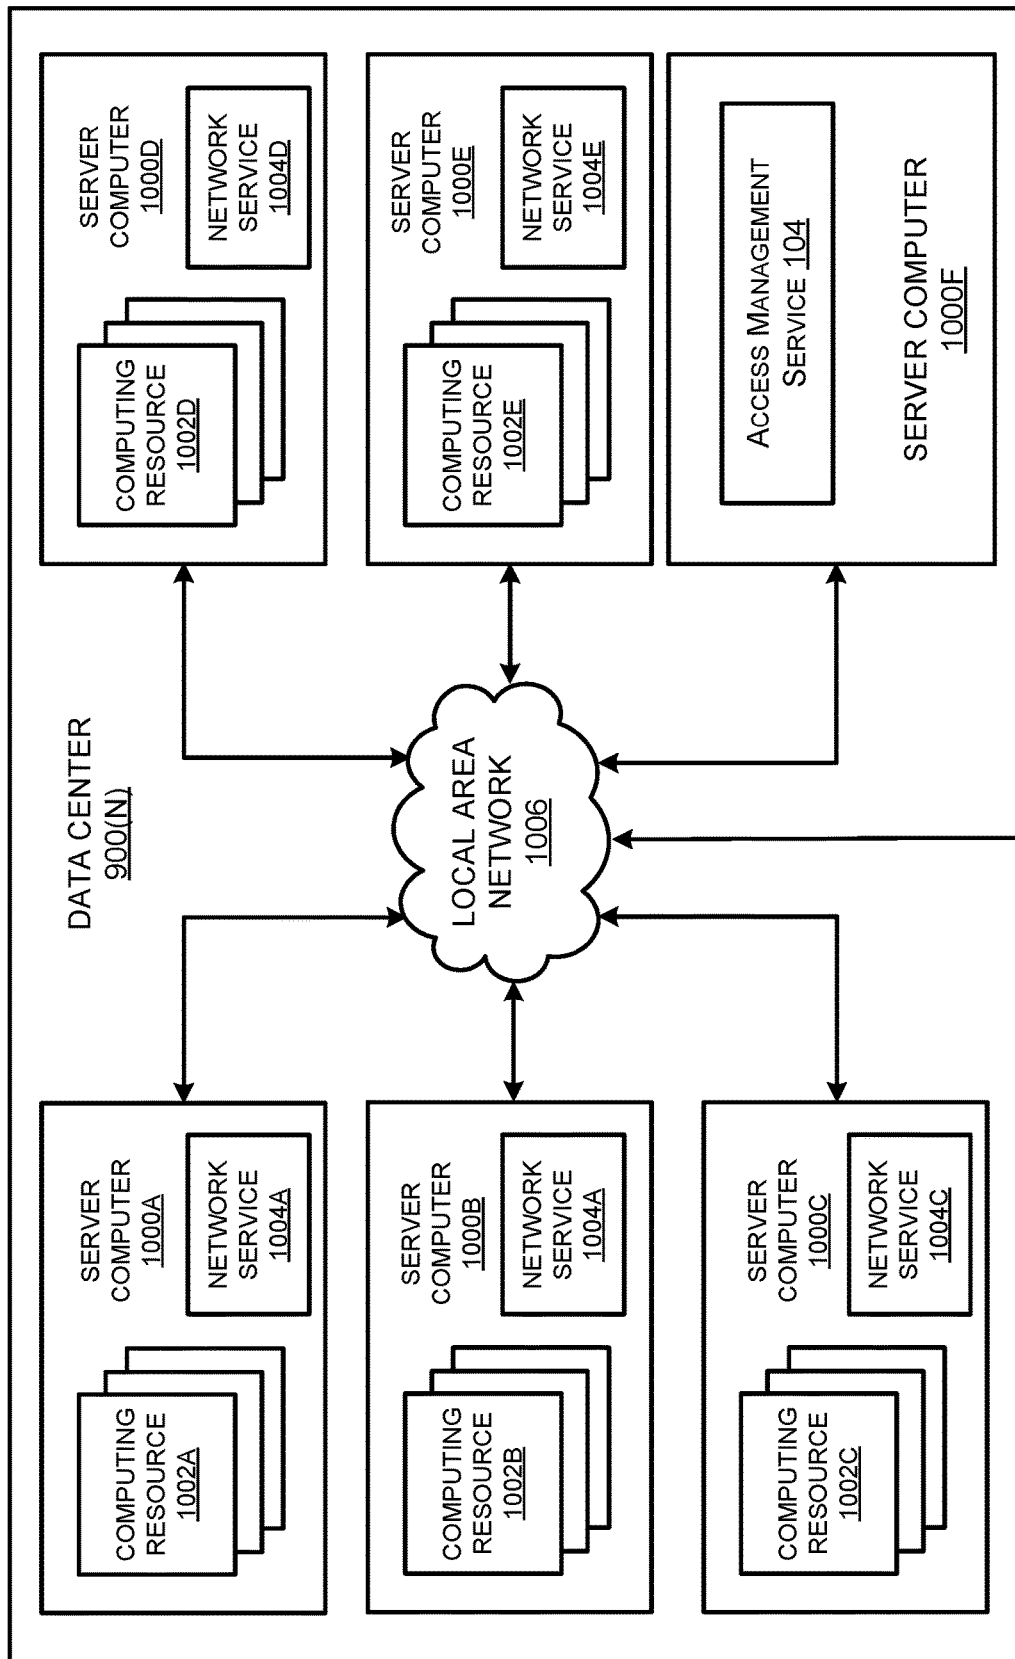 DATA CENTER
900(N)
SERVER
COMPUTER
1000A
NETWORK
SERVICE
1004A
COMPUTING
RESOURCE
1002A
SERVER
COMPUTER
1000D
NETWORK
SERVICE
1004D
COMPUTING
RESOURCE
1002D
SERVER
COMPUTER
1000B
NETWORK
SERVICE
1004A
COMPUTING
RESOURCE
1002B
LOCAL AREA
NETWORK
1006
SERVER
COMPUTER
1000E
NETWORK
SERVICE
1004E
COMPUTING
RESOURCE
1002E
SERVER
COMPUTER
1000C
NETWORK
SERVICE
1004C
COMPUTING
RESOURCE
1002C
ACCESS MANAGEMENT
SERVICE 104
SERVER COMPUTER
1000F